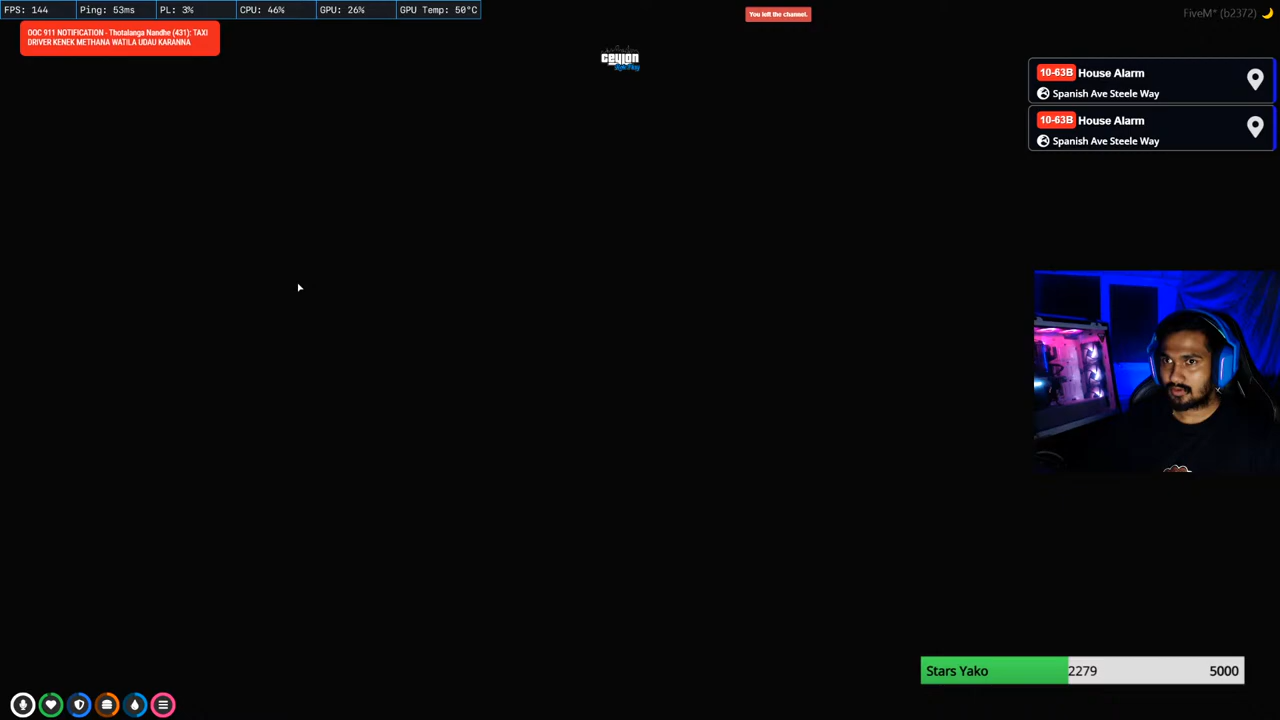 FPS: 144 Ping: 53ms PL: 3% CPU: 46% GPU: 26% GPU Temp: 50°C
You left the channel.
FiveM* (b2372)
OOC 911 NOTIFICATION - Thotalanga Nandhe (431): TAXI
DRIVER KENEK METHANA WATILA UDAU KARANNA
CEYLON
10-63B House Alarm
Spanish Ave Steele Way
10-63B House Alarm
Spanish Ave Steele Way
Stars Yako 2279 5000